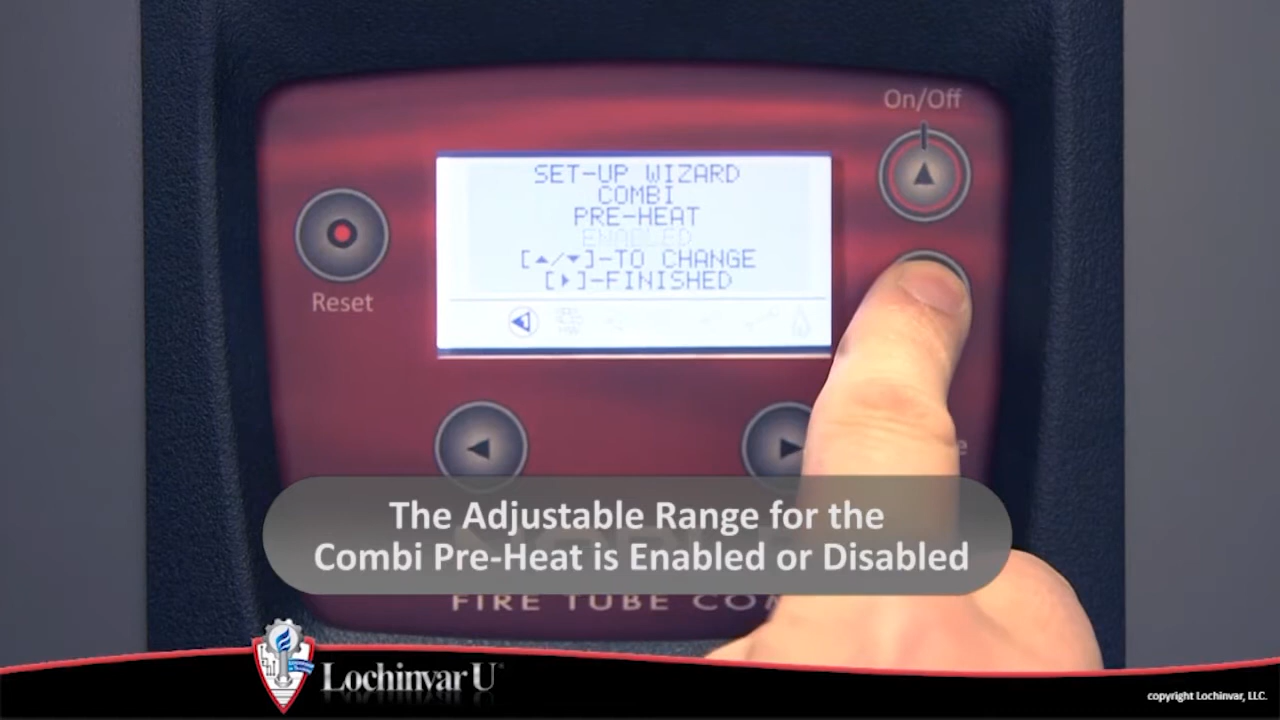 On/Off
SET-UP WIZARD
COMBI
PRE-HEAT
ENABLED
[▲/▼]-TO CHANGE
[▶]-FINISHED
Reset
The Adjustable Range for the
Combi Pre-Heat is Enabled or Disabled
FIRE TUBE
Lochinvar U
copyright Lochinvar, LLC.